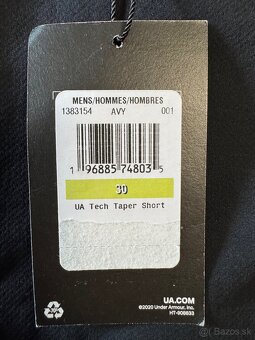 MENS/HOMMES/HOMBRES
1383154 AVY 001
1 96885 74803 5
30
UA Tech Taper Short
UA.COM
©2020 Under Armour, Inc.
HT-009833
Bazos.sk